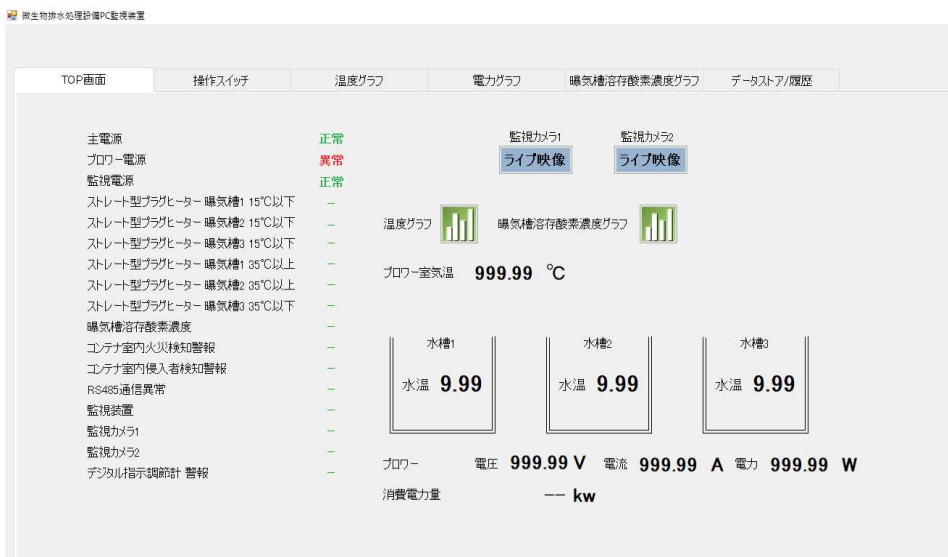 微生物排水処理設備PC監視装置
TOP画面 操作スイッチ 温度グラフ 電力グラフ 曝気槽溶存酸素濃度グラフ データストア/履歴
主電源 正常
ブロワー電源 異常
監視電源 正常
ストレート型プラグヒーター 曝気槽1 15℃以下 −
ストレート型プラグヒーター 曝気槽2 15℃以下 −
ストレート型プラグヒーター 曝気槽3 15℃以下 −
ストレート型プラグヒーター 曝気槽1 35℃以上 −
ストレート型プラグヒーター 曝気槽2 35℃以上 −
ストレート型プラグヒーター 曝気槽3 35℃以下 −
曝気槽溶存酸素濃度 −
コンテナ室内火災検知警報 −
コンテナ室内侵入者検知警報 −
RS485通信異常 −
監視装置 −
監視カメラ1 −
監視カメラ2 −
デジタル指示調節計 警報 −
監視カメラ1 監視カメラ2
ライブ映像 ライブ映像
温度グラフ 曝気槽溶存酸素濃度グラフ
ブロワー室気温 999.99 ℃
水槽1 水槽2 水槽3
水温 9.99 水温 9.99 水温 9.99
ブロワー 電圧 999.99 V 電流 999.99 A 電力 999.99 W
消費電力量 −− kw